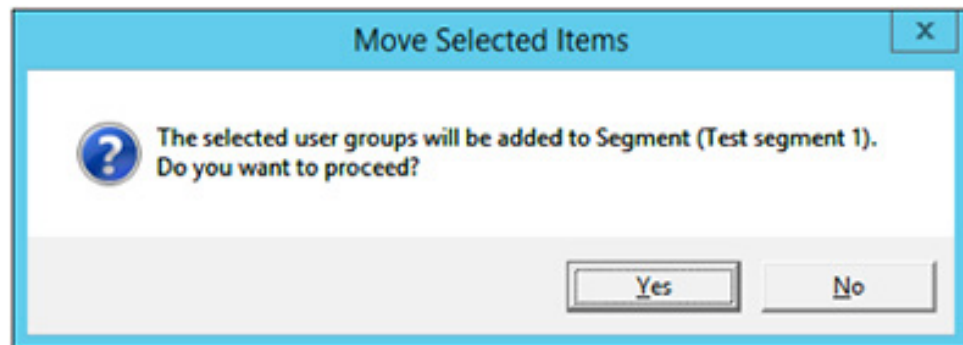 Move Selected Items
x
?
The selected user groups will be added to Segment (Test segment 1).
Do you want to proceed?
Yes
No